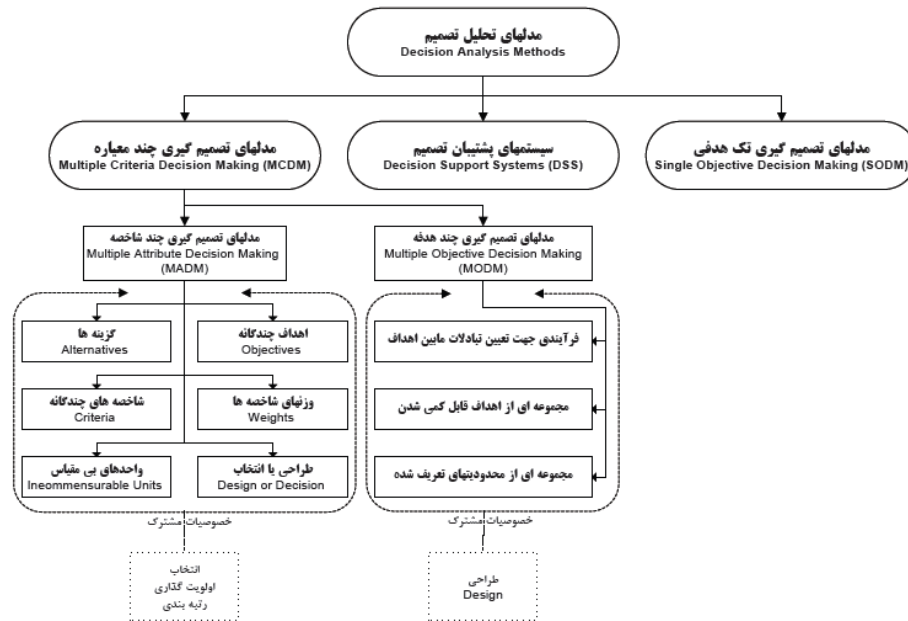 مدلهای تحلیل تصمیم
Decision Analysis Methods
مدلهای تصمیم گیری چند معیاره
Multiple Criteria Decision Making (MCDM)
سیستمهای پشتیبان تصمیم
Decision Support Systems (DSS)
مدلهای تصمیم گیری تک هدفی
Single Objective Decision Making (SODM)
مدلهای تصمیم گیری چند شاخصه
Multiple Attribute Decision Making
(MADM)
مدلهای تصمیم گیری چند هدفه
Multiple Objective Decision Making
(MODM)
گزینه ها
Alternatives
اهداف چندگانه
Objectives
شاخصه های چندگانه
Criteria
وزنهای شاخصه ها
Weights
واحدهای بی مقیاس
Ineommensurable Units
طراحی یا انتخاب
Design or Decision
فرآیندی جهت تعیین تبادلات مابین اهداف
مجموعه ای از اهداف قابل کمی شدن
مجموعه ای از محدودیتهای تعریف شده
خصوصیات مشترک
خصوصیات مشترک
انتخاب
اولویت گذاری
رتبه بندی
طراحی
Design